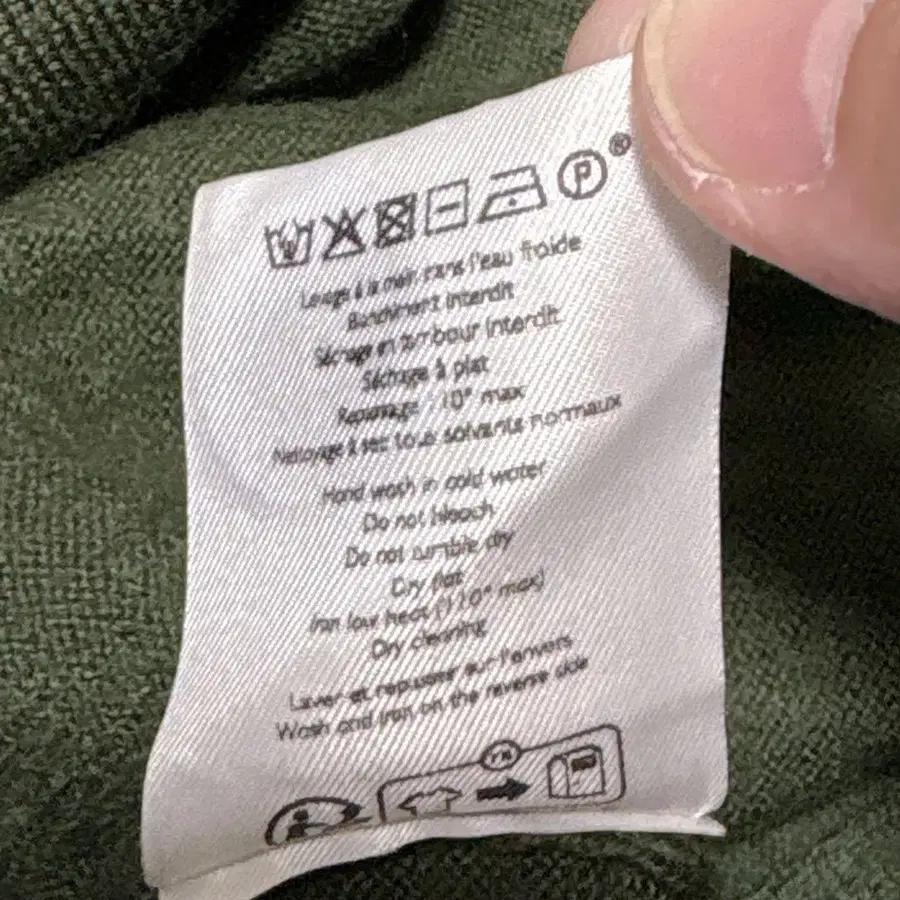 P ®
Lavage à la main dans l'eau froide
Blanchiment interdit
Séchage en tambour interdit
Séchage à plat
Repassage : 110° max
Nettoyage à sec tous solvants normaux
Hand wash in cold water
Do not bleach
Do not tumble dry
Dry flat
Iron low heat (110° max)
Dry cleaning
Laver et repasser sur l'envers
Wash and iron on the reverse side
FR